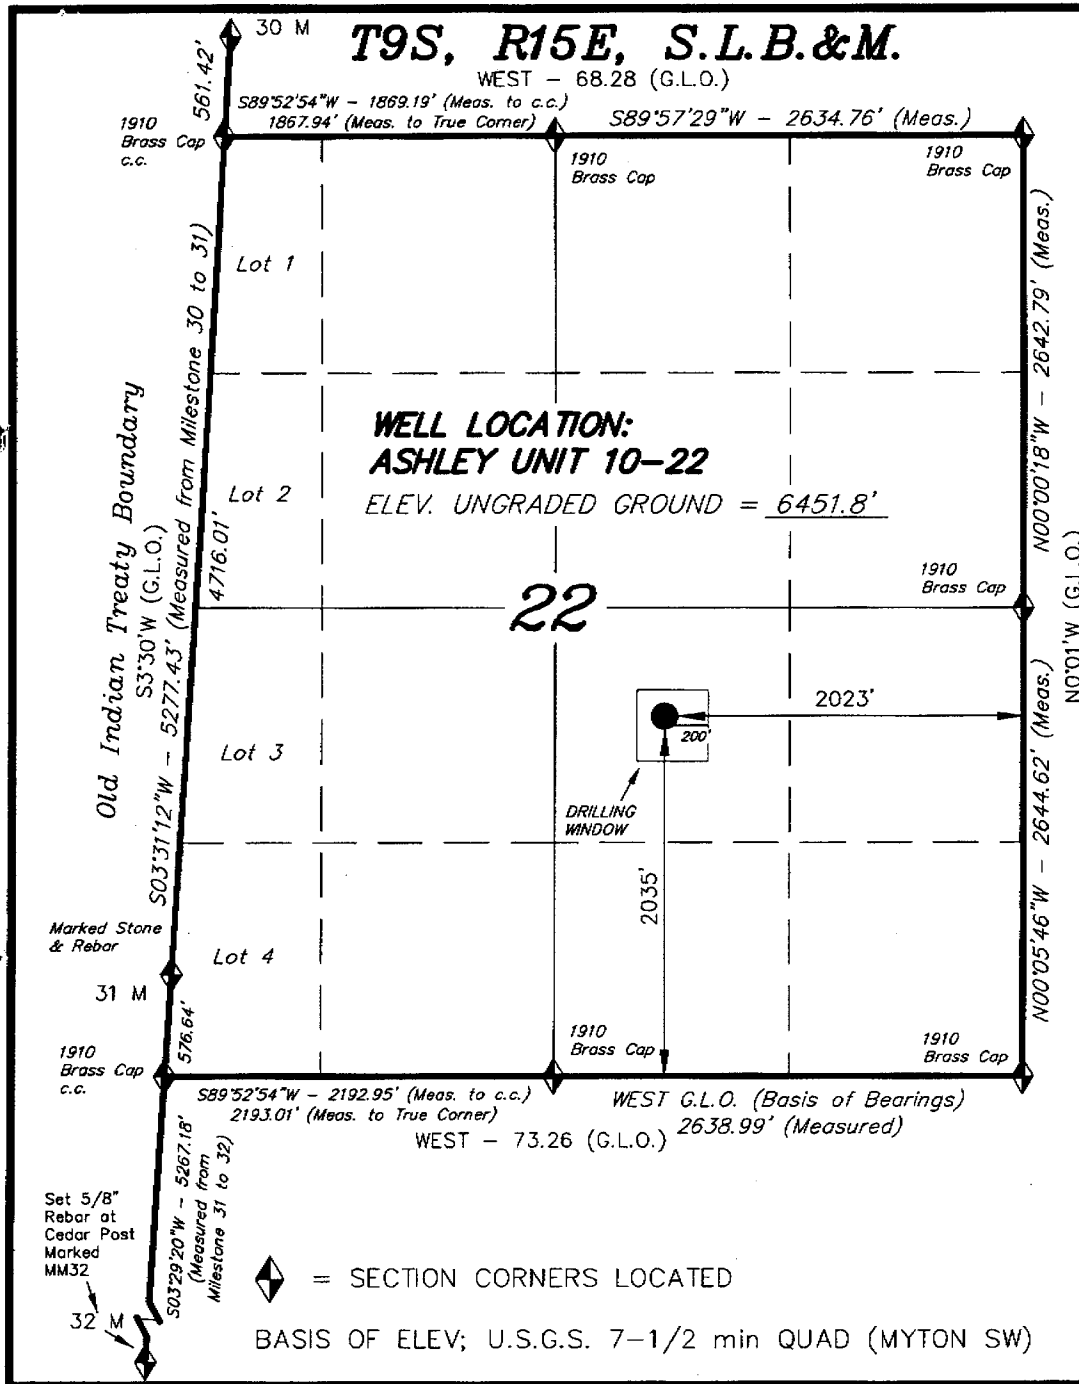 T9S, R15E, S.L.B.&M.
30 M
WEST - 68.28 (G.L.O.)
561.42'
S89°52'54"W - 1869.19' (Meas. to c.c.)
1867.94' (Meas. to True Corner)
S89°57'29"W - 2634.76' (Meas.)
1910
Brass Cap
c.c.
1910
Brass Cap
1910
Brass Cap
Lot 1
N00°00'18"W - 2642.79' (Meas.)
WELL LOCATION:
ASHLEY UNIT 10-22
ELEV. UNGRADED GROUND = 6451.8'
Lot 2
Old Indian Treaty Boundary
S3°30'W (G.L.O.)
S03°31'12"W - 5277.43' (Measured from Milestone 30 to 31)
4716.01'
1910
Brass Cap
22
N0°01'W (G.L.O.)
2023'
200'
Lot 3
DRILLING
WINDOW
2035'
N00°05'46"W - 2644.62' (Meas.)
Marked Stone
& Rebar
Lot 4
31 M
576.64'
1910
Brass Cap
c.c.
1910
Brass Cap
1910
Brass Cap
S89°52'54"W - 2192.95' (Meas. to c.c.)
2193.01' (Meas. to True Corner)
WEST G.L.O. (Basis of Bearings)
2638.99' (Measured)
WEST - 73.26 (G.L.O.)
S03°29'20"W - 5267.18'
(Measured from
Milestone 31 to 32)
Set 5/8"
Rebar at
Cedar Post
Marked
MM32
32 M
= SECTION CORNERS LOCATED
BASIS OF ELEV; U.S.G.S. 7-1/2 min QUAD (MYTON SW)